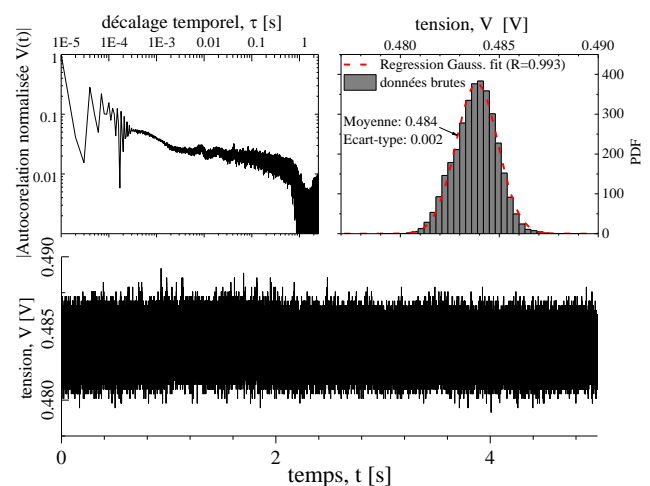 décalage temporel, τ [s]
1E-5 1E-4 1E-3 0.01 0.1 1
|Autocorelation normalisée V(t)|
1
0.1
0.01
tension, V [V]
0.480 0.485 0.490
Regression Gauss. fit (R=0.993)
données brutes
Moyenne: 0.484
Ecart-type: 0.002
400
300
200
100
0
PDF
tension, V [V]
0.490
0.485
0.480
0 2 4
temps, t [s]